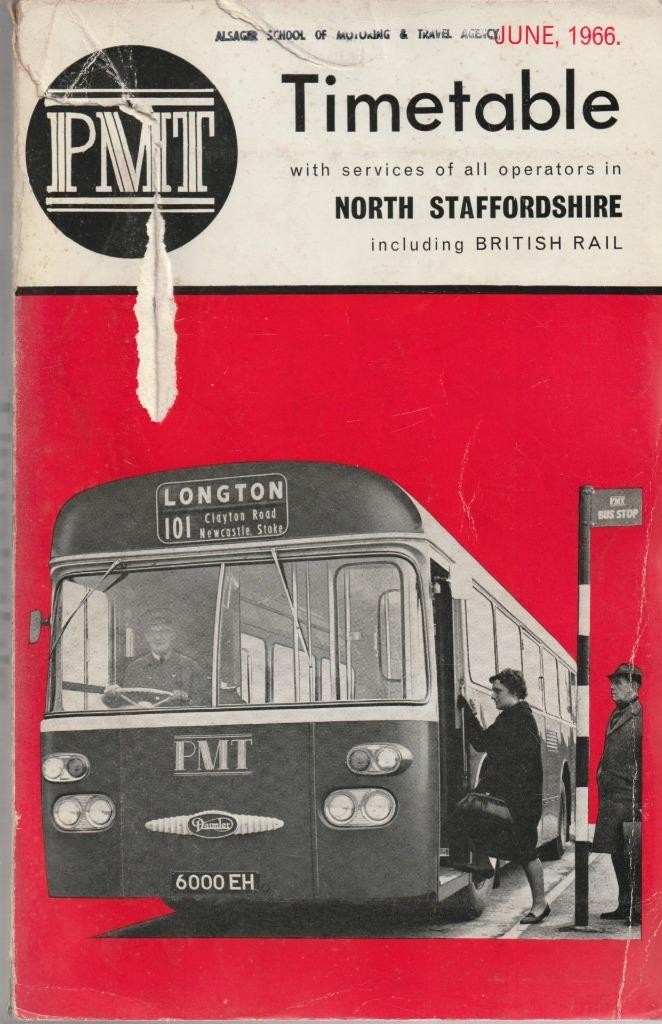 ALSAGER SCHOOL OF MOTORING & TRAVEL AGENCY
JUNE, 1966.
PMT
Timetable
with services of all operators in
NORTH STAFFORDSHIRE
including BRITISH RAIL
LONGTON
101 Clayton Road
Newcastle, Stoke
PMT
BUS STOP
PMT
Daimler
6000 EH